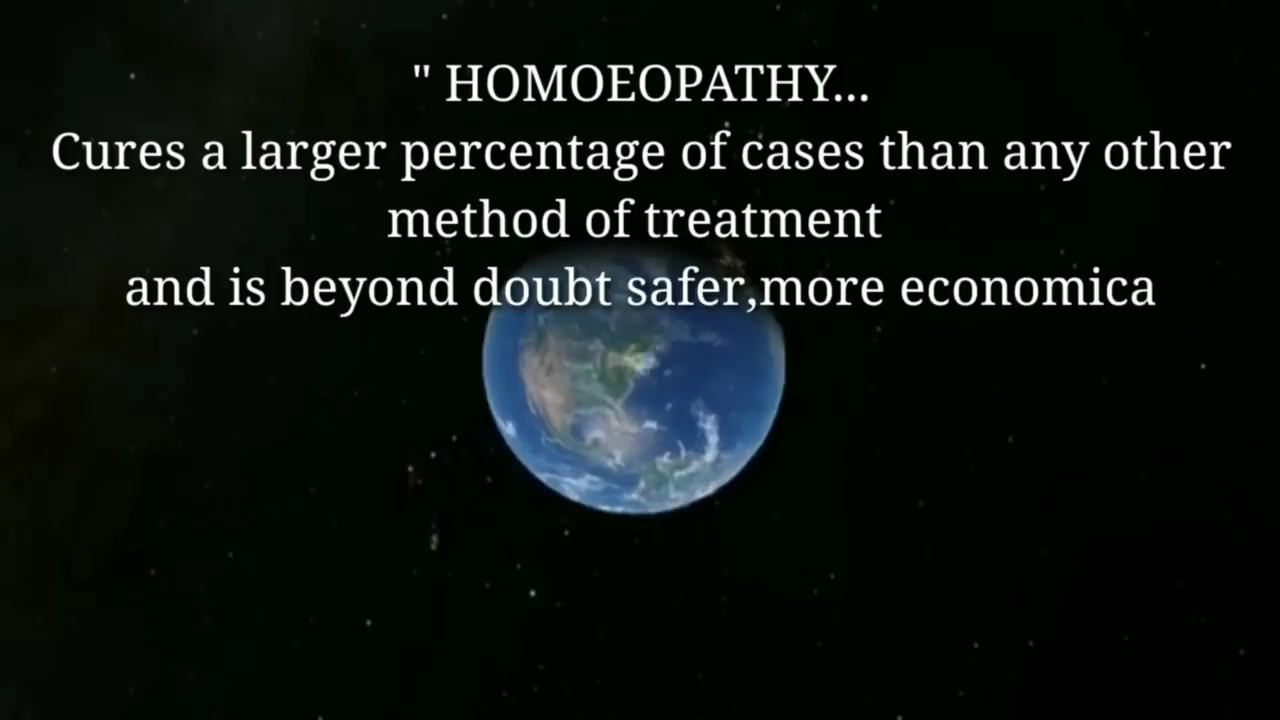 " HOMOEOPATHY...
Cures a larger percentage of cases than any other
method of treatment
and is beyond doubt safer,more economica